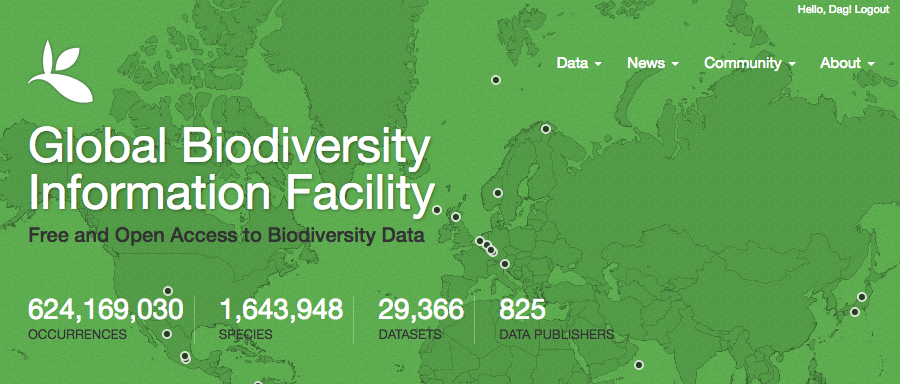 Hello, Dag! Logout
Data News Community About
Global Biodiversity
Information Facility
Free and Open Access to Biodiversity Data
624,169,030 1,643,948 29,366 825
OCCURRENCES SPECIES DATASETS DATA PUBLISHERS